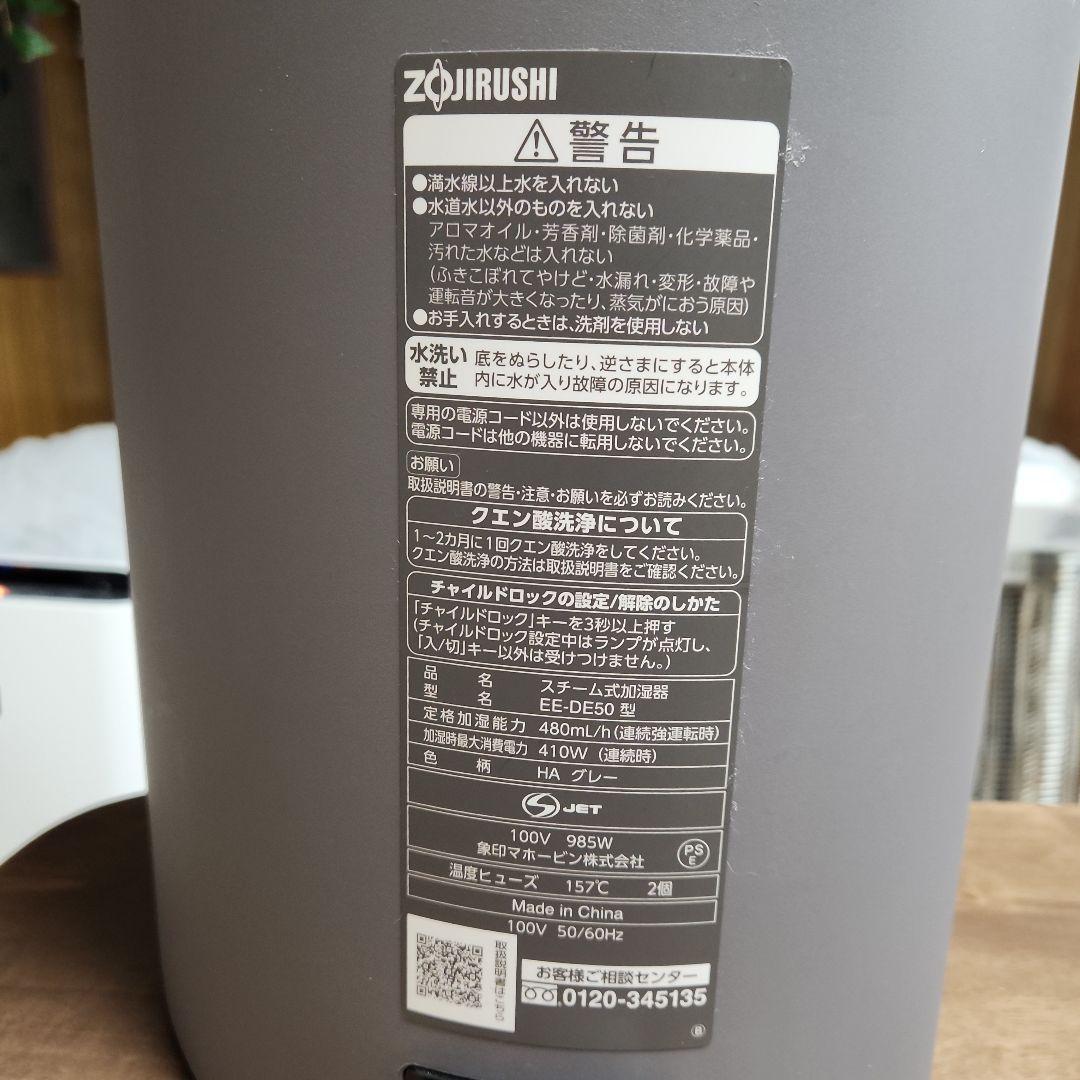 ZOJIRUSHI
警告
●満水線以上水を入れない
●水道水以外のものを入れない
アロマオイル・芳香剤・除菌剤・化学薬品・
汚れた水などは入れない
(ふきこぼれてやけど・水漏れ・変形・故障や
運転音が大きくなったり、蒸気がにおう原因)
●お手入れするときは、洗剤を使用しない
水洗い
禁止
底をぬらしたり、逆さまにすると本体
内に水が入り故障の原因になります。
専用の電源コード以外は使用しないでください。
電源コードは他の機器に転用しないでください。
お願い
取扱説明書の警告・注意・お願いを必ずお読みください。
クエン酸洗浄について
1〜2カ月に1回クエン酸洗浄をしてください。
クエン酸洗浄の方法は取扱説明書をご確認ください。
チャイルドロックの設定/解除のしかた
「チャイルドロック」キーを3秒以上押す
(チャイルドロック設定中はランプが点灯し、
「入/切」キー以外は受けつけません。)
品名 スチーム式加湿器
型名 EE-DE50 型
定格加湿能力 480mL/h(連続強運転時)
加湿時最大消費電力 410W (連続時)
色柄 HA グレー
S JET
100V 985W
象印マホービン株式会社
PS
E
温度ヒューズ 157℃ 2個
Made in China
100V 50/60Hz
取扱説明書はこちら
お客様ご相談センター
0120-345135
B